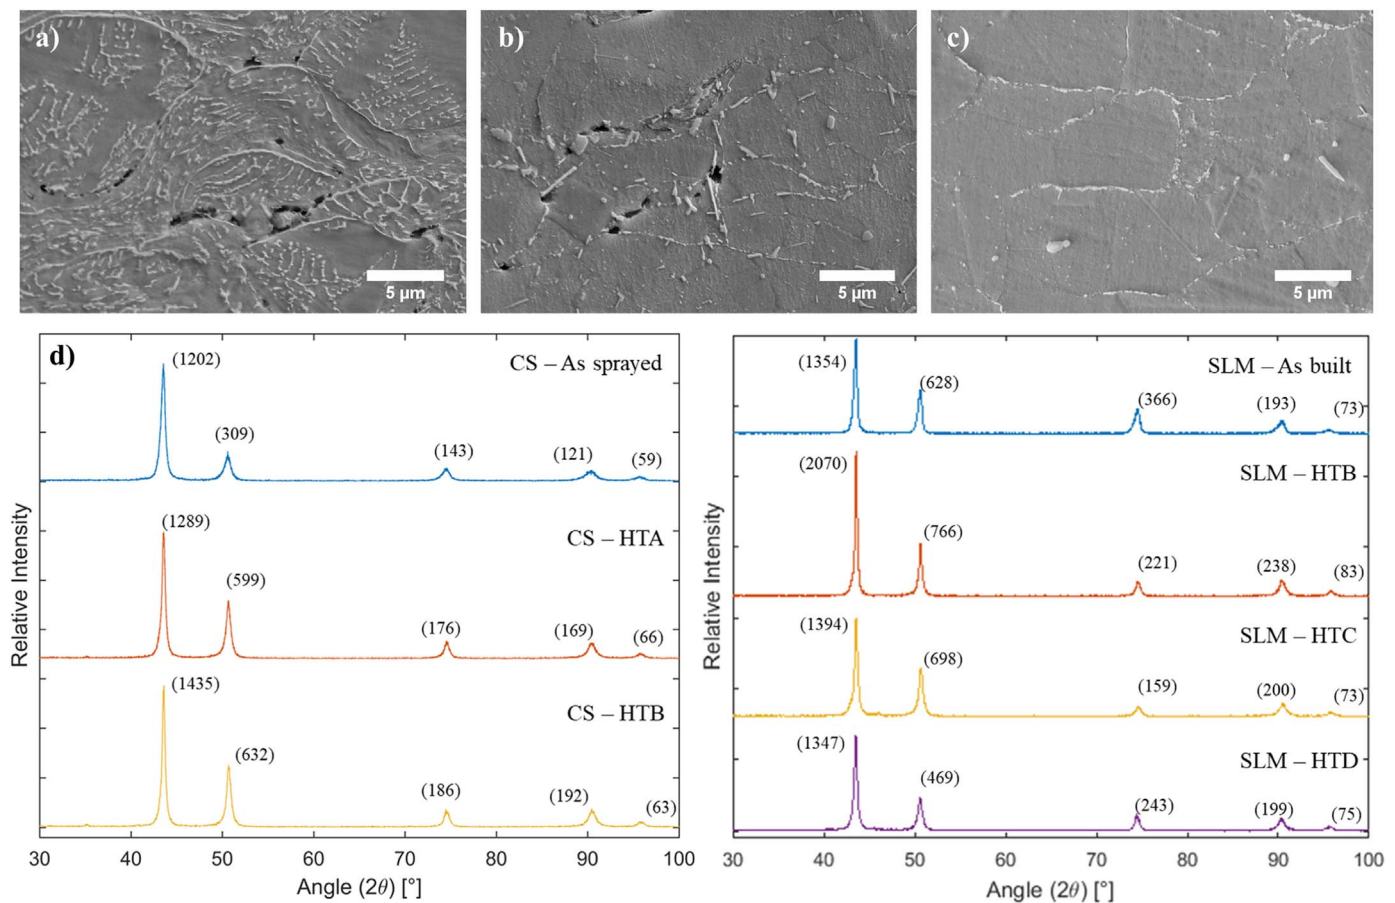 a)
b)
c)
5 µm
5 µm
5 µm
d)
(1202)
CS – As sprayed
(309)
(143)
(121)
(59)
(1289)
CS – HTA
(599)
(176)
(169)
(66)
(1435)
CS – HTB
(632)
(186)
(192)
(63)
Relative Intensity
30 40 50 60 70 80 90 100
Angle (2θ) [°]
(1354)
SLM – As built
(628)
(366)
(193)
(73)
(2070)
SLM – HTB
(766)
(221)
(238)
(83)
(1394)
SLM – HTC
(698)
(159)
(200)
(73)
(1347)
SLM – HTD
(469)
(243)
(199)
(75)
Relative Intensity
30 40 50 60 70 80 90 100
Angle (2θ) [°]